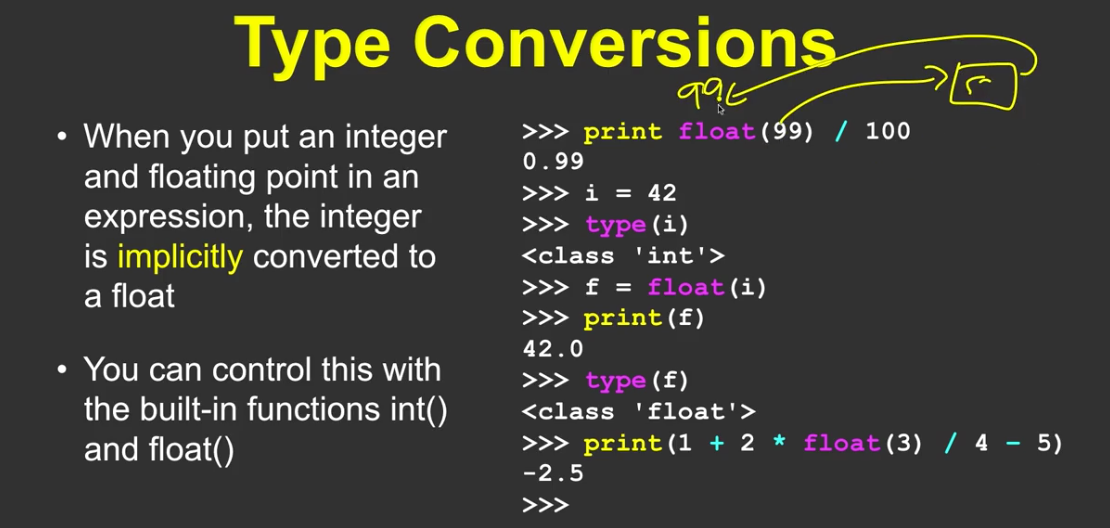 Type Conversions
99
• When you put an integer
and floating point in an
expression, the integer
is implicitly converted to
a float
• You can control this with
the built-in functions int()
and float()
>>> print float(99) / 100
0.99
>>> i = 42
>>> type(i)
<class 'int'>
>>> f = float(i)
>>> print(f)
42.0
>>> type(f)
<class 'float'>
>>> print(1 + 2 * float(3) / 4 - 5)
-2.5
>>>